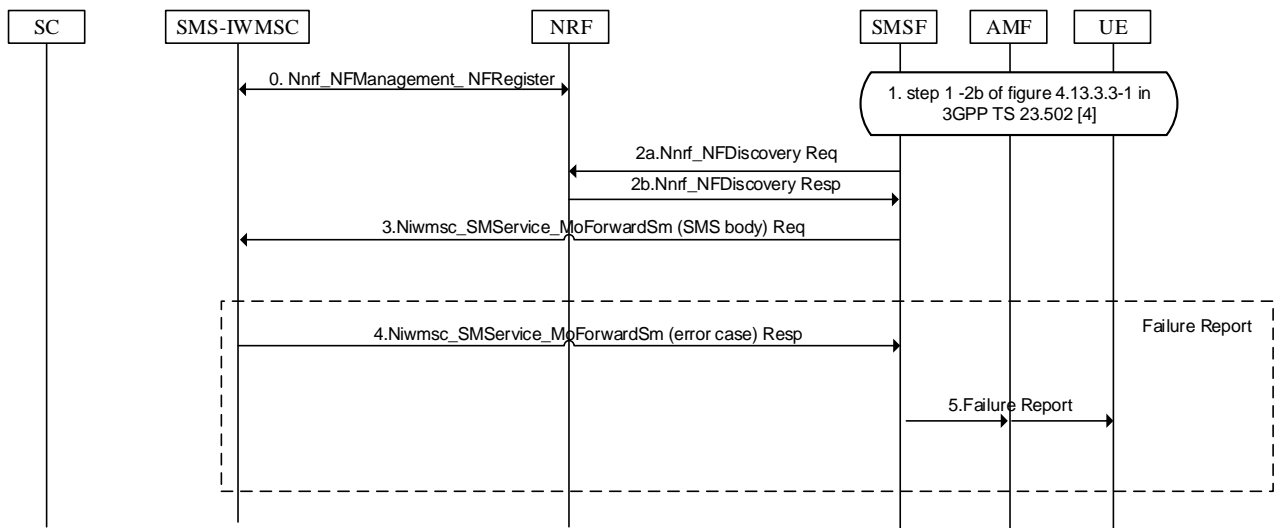 SC
SMS-IWMSC
NRF
SMSF
AMF
UE
0. Nnrf_NFManagement_ NFRegister
1. step 1 -2b of figure 4.13.3.3-1 in
3GPP TS 23.502 [4]
2a.Nnrf_NFDiscovery Req
2b.Nnrf_NFDiscovery Resp
3.Niwmsc_SMService_MoForwardSm (SMS body) Req
Failure Report
4.Niwmsc_SMService_MoForwardSm (error case) Resp
5.Failure Report